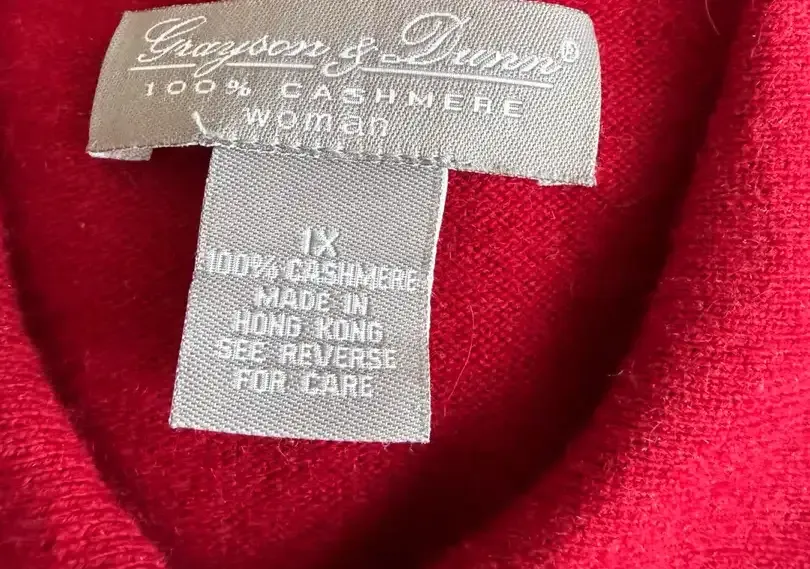 Grayson & Dunn®
100% CASHMERE
woman
1X
100% CASHMERE
MADE IN
HONG KONG
SEE REVERSE
FOR CARE